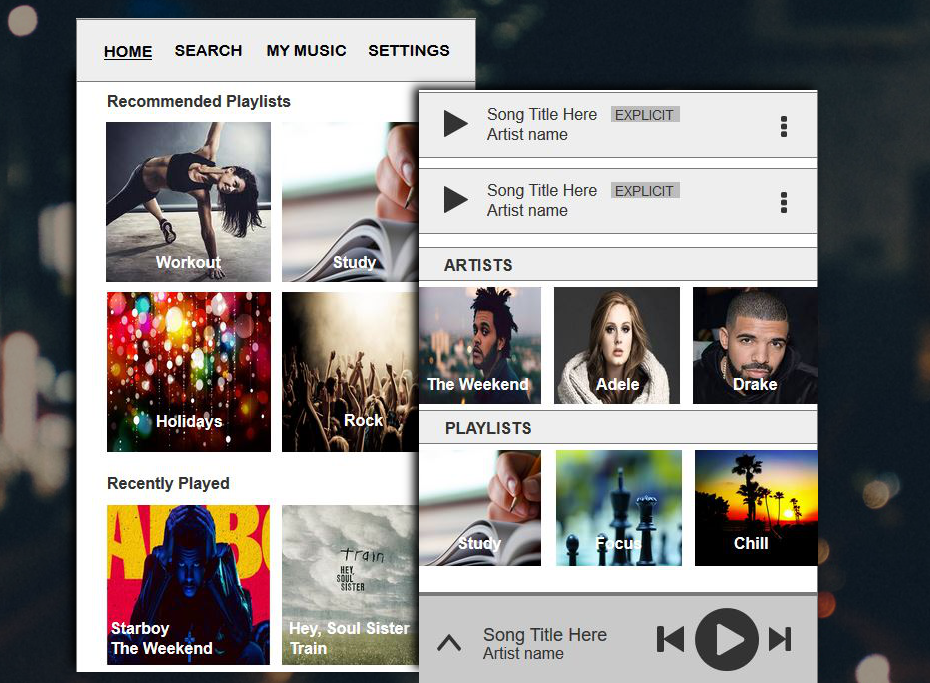 HOME SEARCH MY MUSIC SETTINGS
Recommended Playlists
Workout
Study
Holidays
Rock
Recently Played
Starboy
The Weekend
train
HEY,
SOUL
SISTER
Hey, Soul Sister
Train
Song Title Here EXPLICIT
Artist name
Song Title Here EXPLICIT
Artist name
ARTISTS
The Weekend
Adele
Drake
PLAYLISTS
Study
Focus
Chill
Song Title Here
Artist name